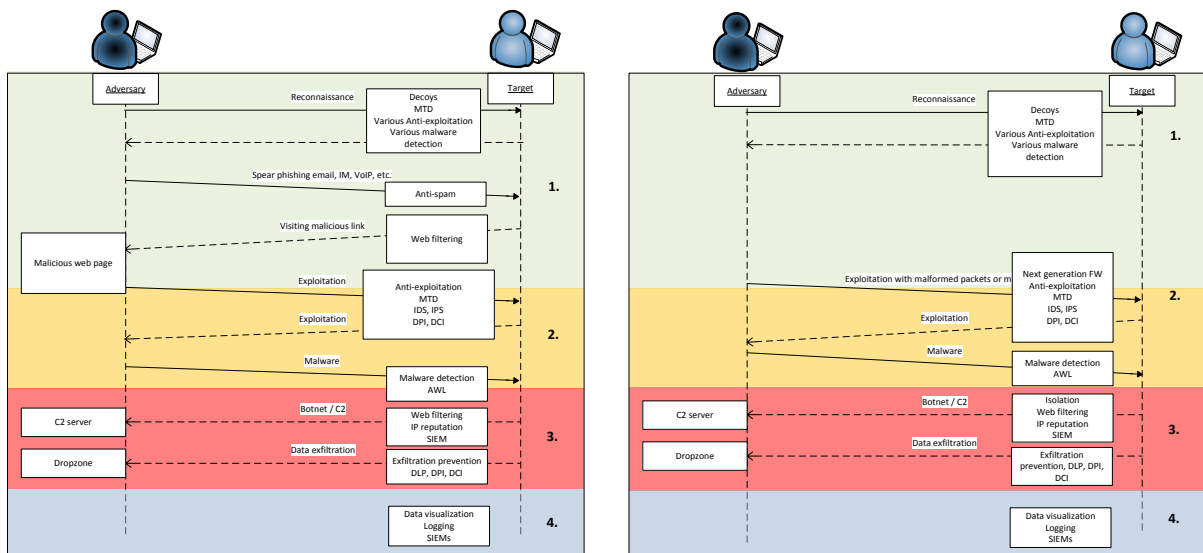 Adversary
Target
Reconnaissance
Decoys
MTD
Various Anti-exploitation
Various malware
detection
1.
Spear phishing email, IM, VoIP, etc.
Anti-spam
Visiting malicious link
Web filtering
Malicious web page
Exploitation
Anti-exploitation
MTD
IDS, IPS
DPI, DCI
Exploitation
2.
Malware
Malware detection
AWL
Botnet / C2
C2 server
Web filtering
IP reputation
SIEM
3.
Data exfiltration
Dropzone
Exfiltration prevention
DLP, DPI, DCI
Data visualization
Logging
SIEMs
4.
Adversary
Target
Reconnaissance
Decoys
MTD
Various Anti-exploitation
Various malware
detection
1.
Exploitation with malformed packets or m
Next generation FW
Anti-exploitation
MTD
IDS, IPS
DPI, DCI
2.
Exploitation
Malware
Malware detection
AWL
Botnet / C2
C2 server
Isolation
Web filtering
IP reputation
SIEM
3.
Data exfiltration
Dropzone
Exfiltration
prevention, DLP, DPI,
DCI
Data visualization
Logging
SIEMs
4.